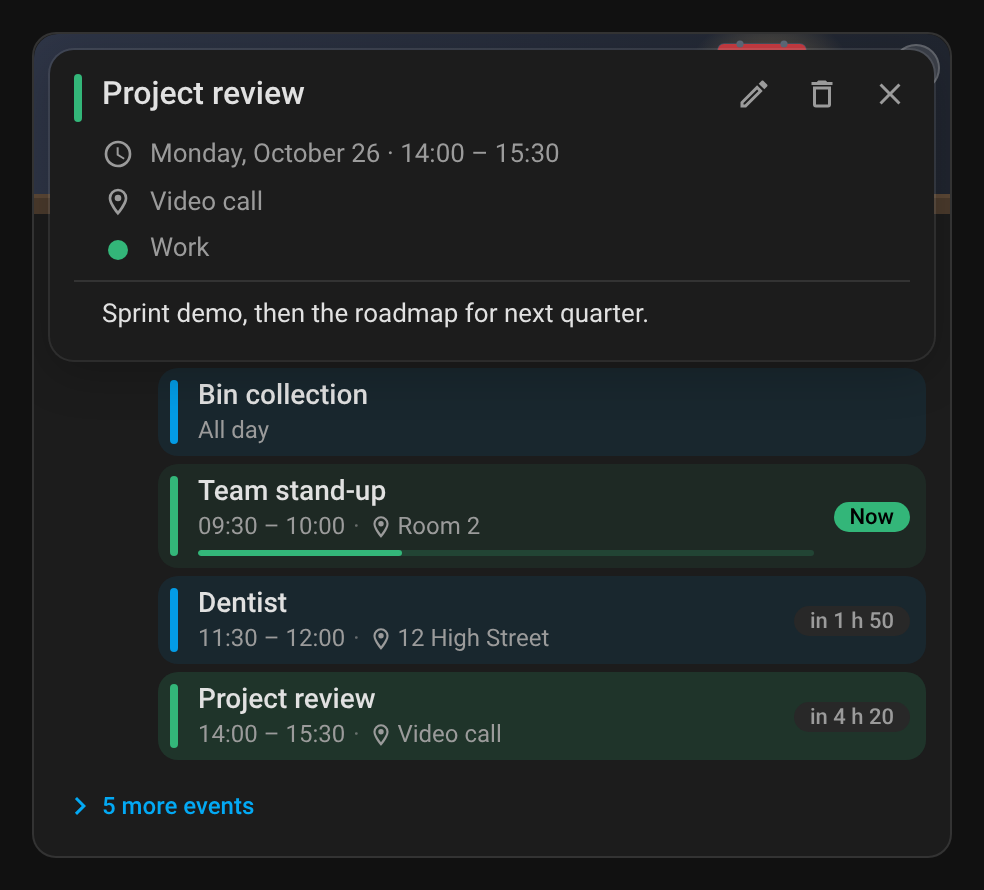 Project review
Monday, October 26 · 14:00 – 15:30
Video call
Work
Sprint demo, then the roadmap for next quarter.
Bin collection
All day
Team stand-up
09:30 – 10:00 · Room 2
Now
Dentist
11:30 – 12:00 · 12 High Street
in 1 h 50
Project review
14:00 – 15:30 · Video call
in 4 h 20
5 more events